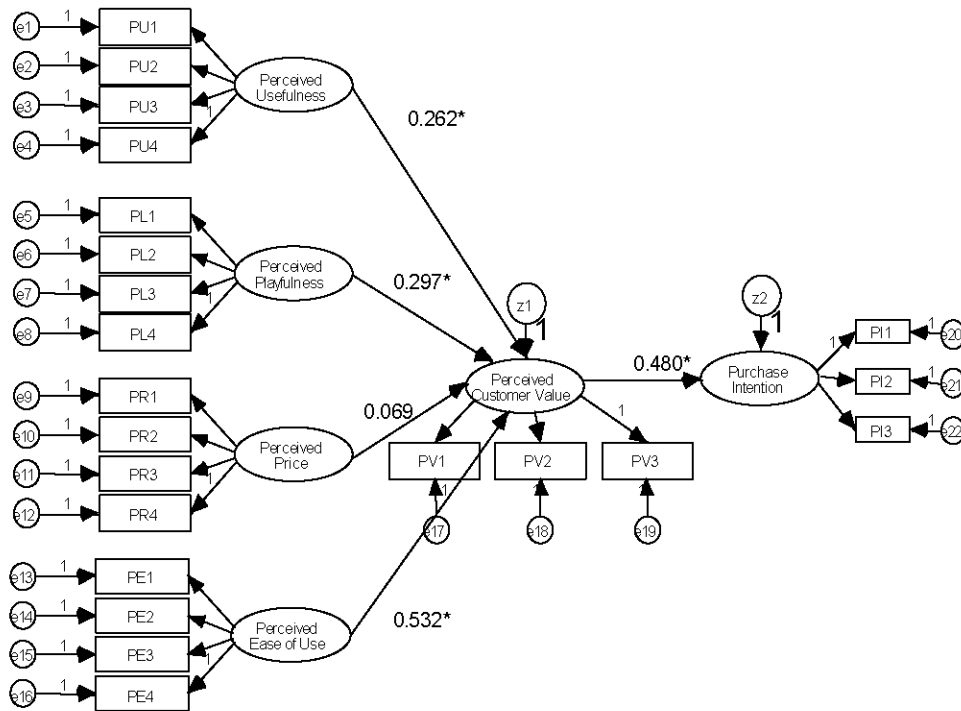 e1 1 PU1
e2 1 PU2
e3 1 PU3
e4 1 PU4
1
Perceived
Usefulness
0.262*
e5 1 PL1
e6 1 PL2
e7 1 PL3
e8 1 PL4
1
Perceived
Playfulness
0.297*
e9 1 PR1
e10 1 PR2
e11 1 PR3
e12 1 PR4
1
Perceived
Price
0.069
e13 1 PE1
e14 1 PE2
e15 1 PE3
e16 1 PE4
1
Perceived
Ease of Use
0.532*
z1
1
Perceived
Customer Value
PV1
PV2
1
PV3
1
e17
1
e18
1
e19
0.480*
z2
1
Purchase
Intention
1
PI1 1 e20
PI2 1 e21
PI3 1 e22